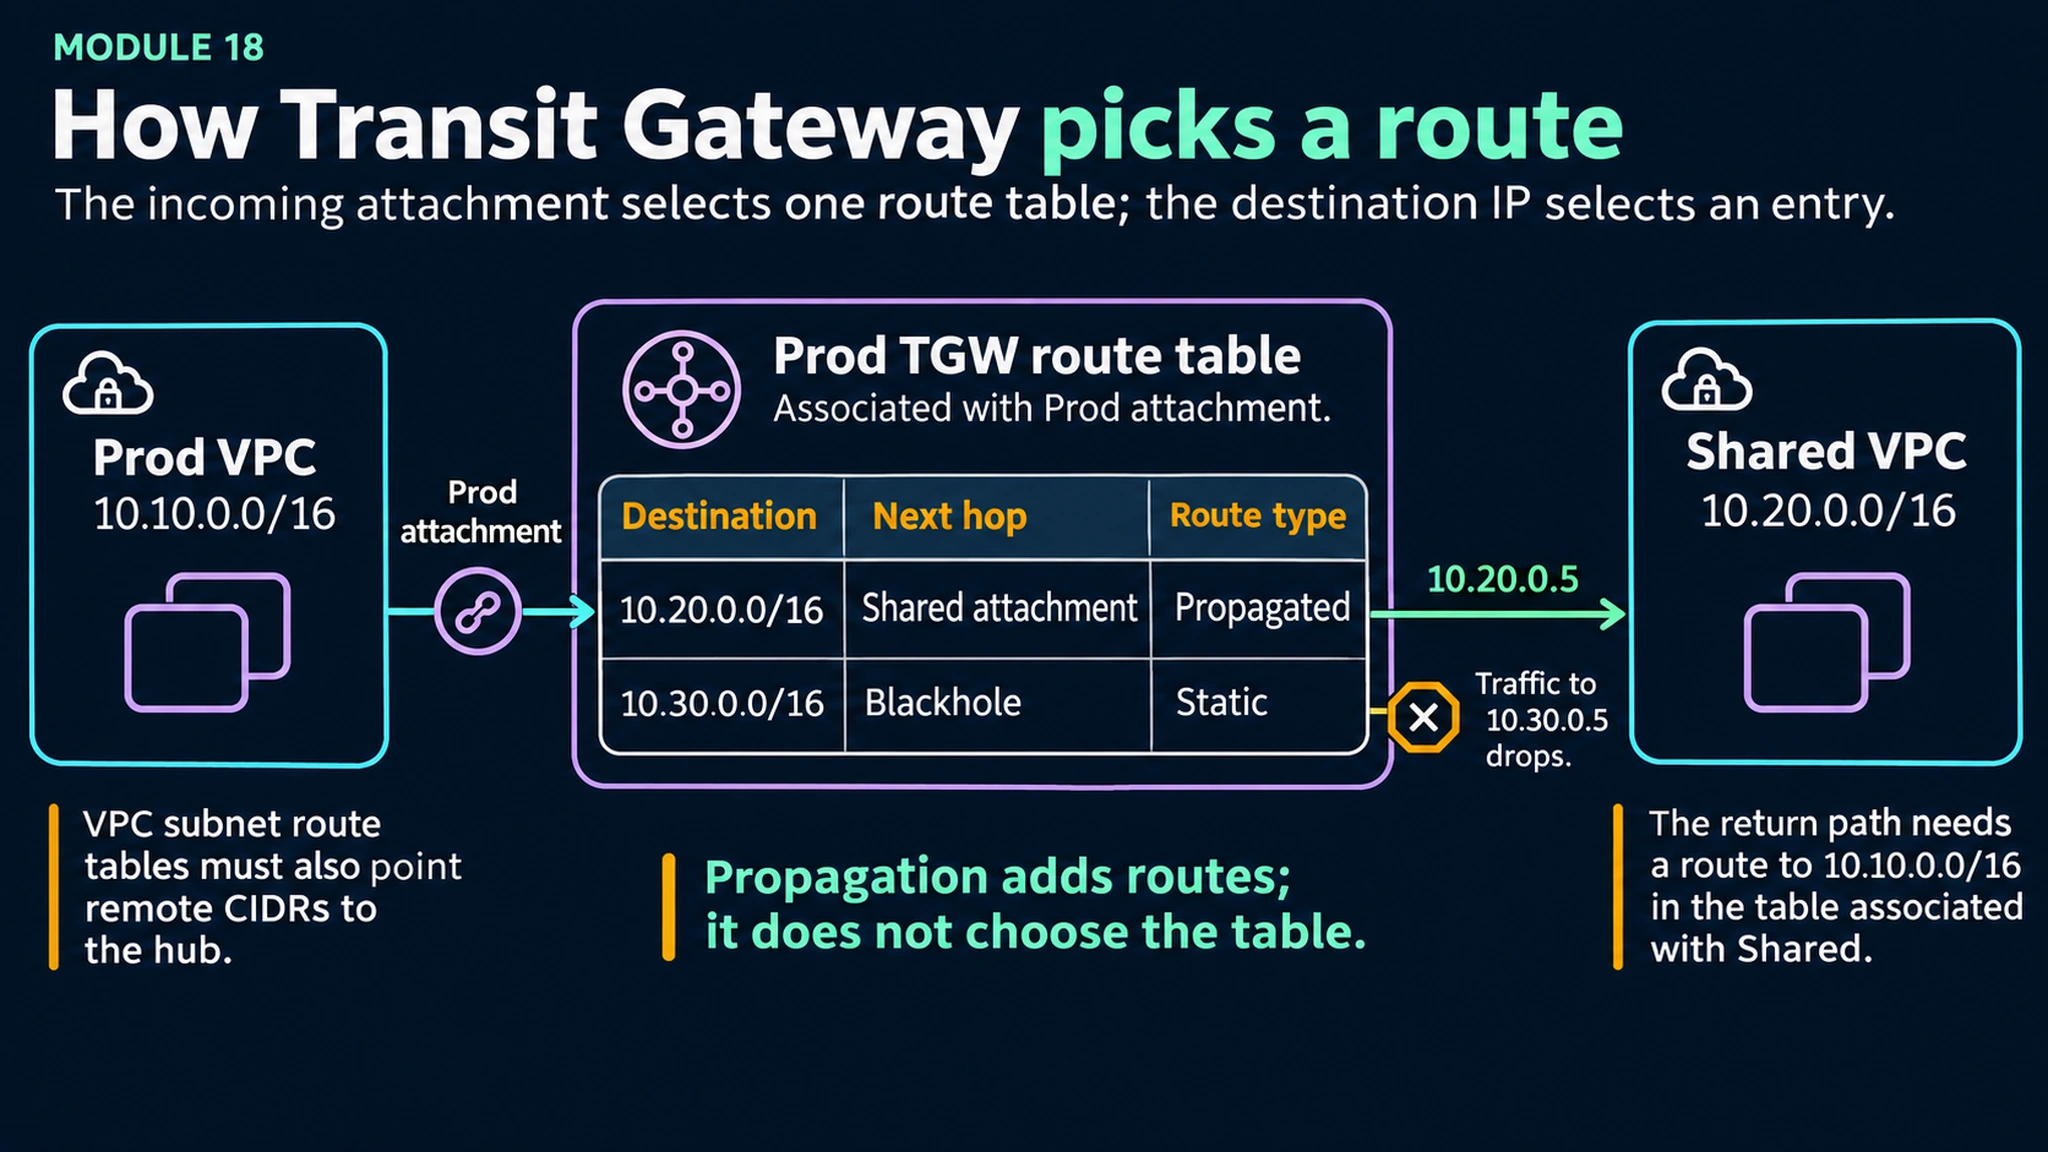 MODULE 18
How Transit Gateway picks a route
The incoming attachment selects one route table; the destination IP selects an entry.
Prod VPC
10.10.0.0/16
Prod
attachment
Prod TGW route table
Associated with Prod attachment.
Destination Next hop Route type
10.20.0.0/16 Shared attachment Propagated
10.30.0.0/16 Blackhole Static
10.20.0.5
Traffic to
10.30.0.5
drops.
Shared VPC
10.20.0.0/16
VPC subnet route
tables must also point
remote CIDRs to
the hub.
Propagation adds routes;
it does not choose the table.
The return path needs
a route to 10.10.0.0/16
in the table associated
with Shared.